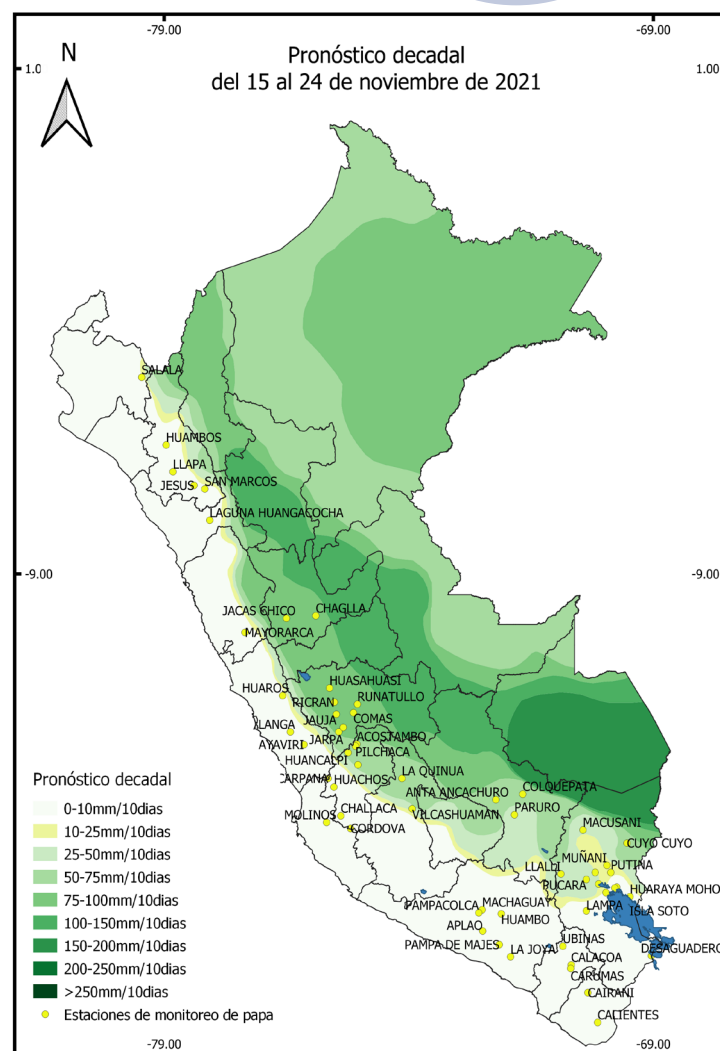 -79.00
-69.00
N
Pronóstico decadal
del 15 al 24 de noviembre de 2021
1.0
1.00
SALALA
HUAMBOS
LLAPA
JESUS
SAN MARCOS
LAGUNA HUANGACOCHA
-9.00
-9.00
JACAS CHICO
CHAGLLA
MAYORARCA
HUASAHUASI
HUAROS
RICRAN
RUNATULLO
JAUJA
COMAS
LANGA
AYAVIRI
JARPA
ACOSTAMBO
PILCHACA
HUANCALPI
LA QUINUA
CARPANA
HUACHOS
ANTA ANCACHURO
COLQUEPATA
MOLINOS
CHALLACA
VILCASHUAMAN
PARURO
CORDOVA
MACUSANI
CUYO CUYO
MUÑANI
LLALLI
PUTINA
PUCARA
HUARAYA MOHO
PAMPACOLCA
MACHAGUAY
LAMPA
ISLA SOTO
APLAO
HUAMBO
PAMPA DE MAJES
LA JOYA
UBINAS
DESAGUADERO
CALACOA
CARUMAS
CAIRANI
CALIENTES
Pronóstico decadal
0-10mm/10dias
10-25mm/10dias
25-50mm/10dias
50-75mm/10dias
75-100mm/10dias
100-150mm/10dias
150-200mm/10dias
200-250mm/10dias
>250mm/10dias
Estaciones de monitoreo de papa
-79.00
-69.00